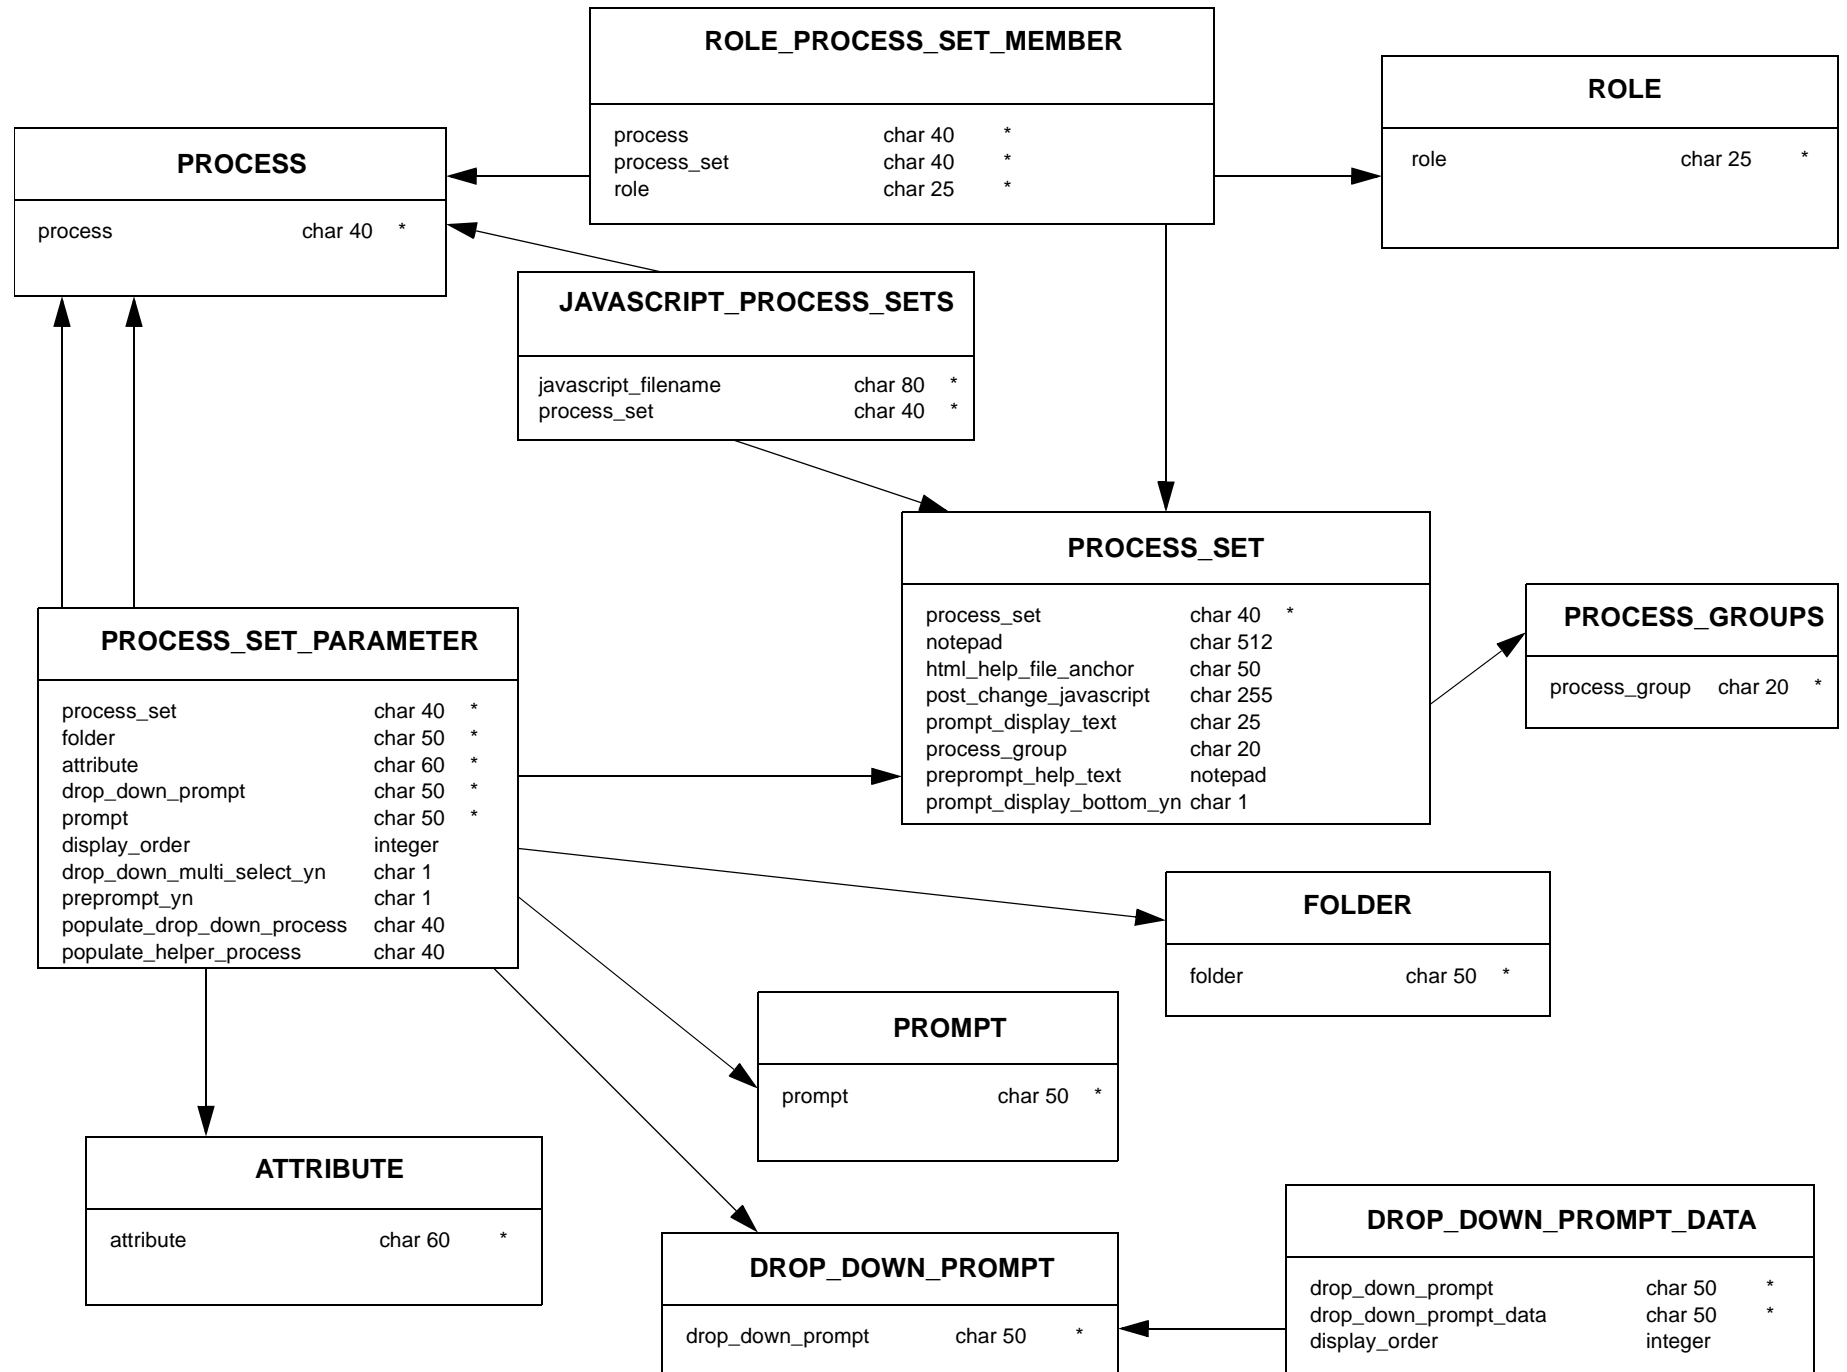 ROLE_PROCESS_SET_MEMBER
process char 40 *
process_set char 40 *
role char 25 *
ROLE
role char 25 *
PROCESS
process char 40 *
JAVASCRIPT_PROCESS_SETS
javascript_filename char 80 *
process_set char 40 *
PROCESS_SET
process_set char 40 *
notepad char 512
html_help_file_anchor char 50
post_change_javascript char 255
prompt_display_text char 25
process_group char 20
preprompt_help_text notepad
prompt_display_bottom_yn char 1
PROCESS_GROUPS
process_group char 20 *
PROCESS_SET_PARAMETER
process_set char 40 *
folder char 50 *
attribute char 60 *
drop_down_prompt char 50 *
prompt char 50 *
display_order integer
drop_down_multi_select_yn char 1
preprompt_yn char 1
populate_drop_down_process char 40
populate_helper_process char 40
FOLDER
folder char 50 *
PROMPT
prompt char 50 *
ATTRIBUTE
attribute char 60 *
DROP_DOWN_PROMPT
drop_down_prompt char 50 *
DROP_DOWN_PROMPT_DATA
drop_down_prompt char 50 *
drop_down_prompt_data char 50 *
display_order integer